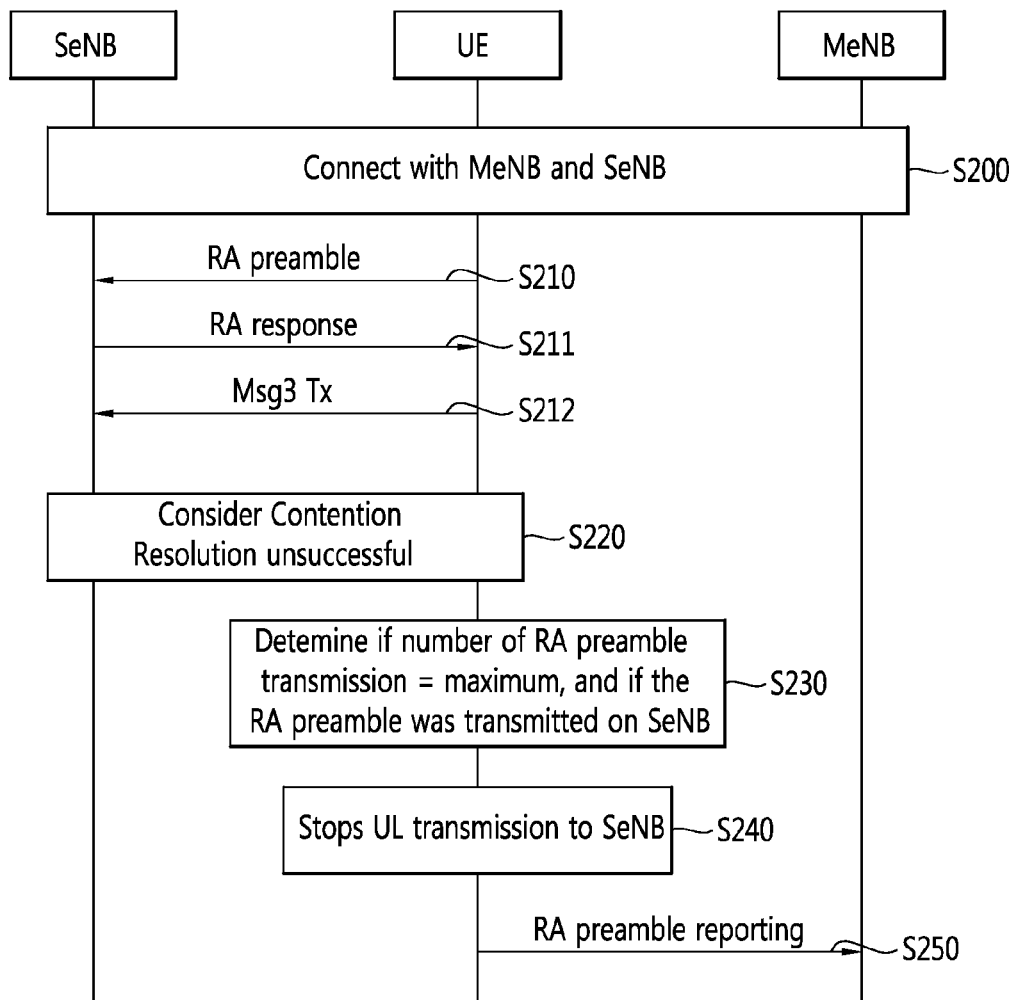 SeNB
UE
MeNB
Connect with MeNB and SeNB
S200
RA preamble
S210
RA response
S211
Msg3 Tx
S212
Consider Contention
Resolution unsuccessful
S220
Detemine if number of RA preamble
transmission = maximum, and if the
RA preamble was transmitted on SeNB
S230
Stops UL transmission to SeNB
S240
RA preamble reporting
S250